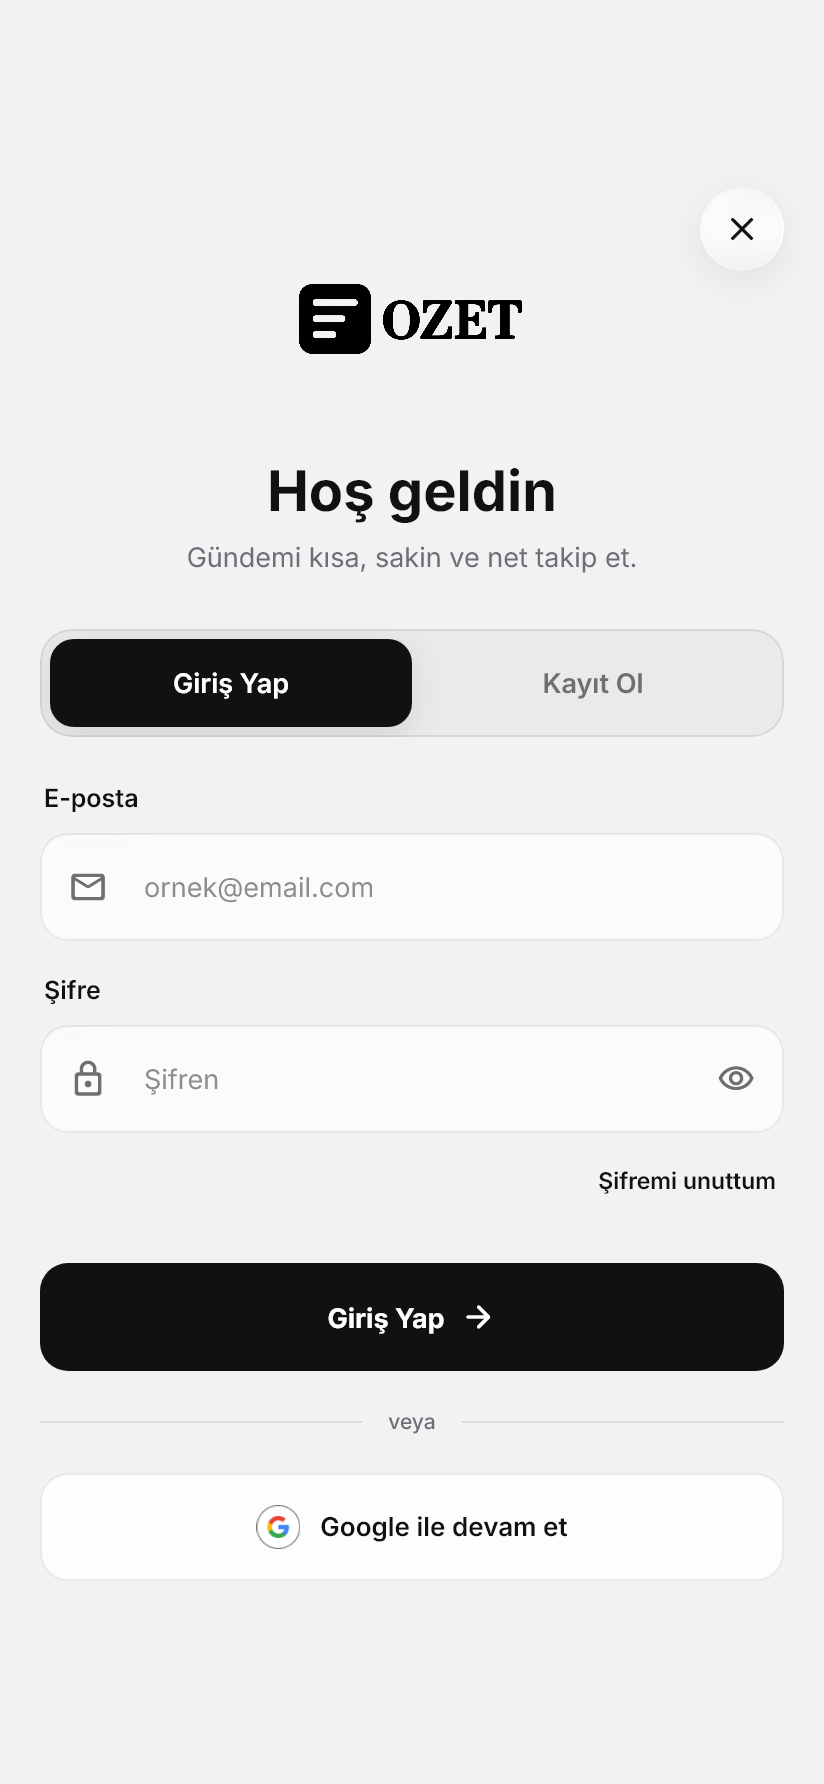 OZET
Hoş geldin
Gündemi kısa, sakin ve net takip et.
Giriş Yap
Kayıt Ol
E-posta
ornek@email.com
Şifre
Şifren
Şifremi unuttum
Giriş Yap →
veya
G Google ile devam et